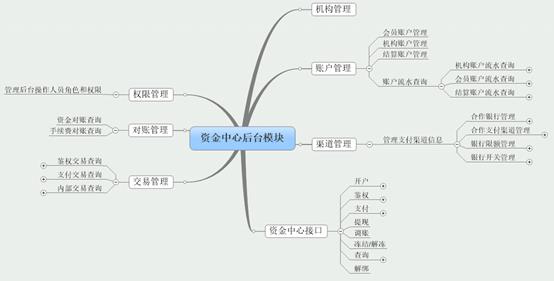 资金中心后台模块
机构管理
账户管理
会员账户管理
机构账户管理
结算账户管理
账户流水查询
机构账户流水查询
会员账户流水查询
结算账户流水查询
渠道管理
管理支付渠道信息
合作银行管理
合作支付渠道管理
银行限额管理
银行开关管理
资金中心接口
开户
鉴权
支付
提现
调账
冻结/解冻
查询
解绑
权限管理
管理后台操作人员角色和权限
对账管理
资金对账查询
手续费对账查询
交易管理
鉴权交易查询
支付交易查询
内部交易查询